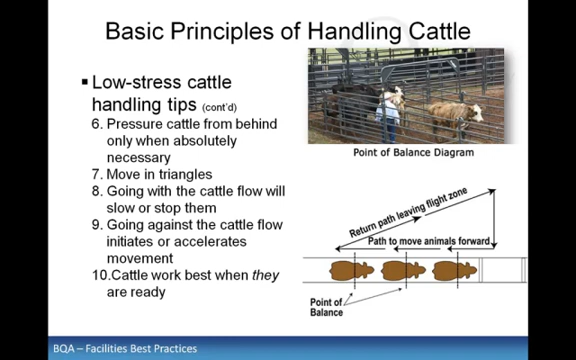 Basic Principles of Handling Cattle
▪ Low-stress cattle
handling tips (cont'd)
6. Pressure cattle from behind
only when absolutely
necessary
7. Move in triangles
8. Going with the cattle flow will
slow or stop them
9. Going against the cattle flow
initiates or accelerates
movement
10.Cattle work best when they
are ready
Point of Balance Diagram
Return path leaving flight zone
Path to move animals forward
Point of
Balance
BQA – Facilities Best Practices